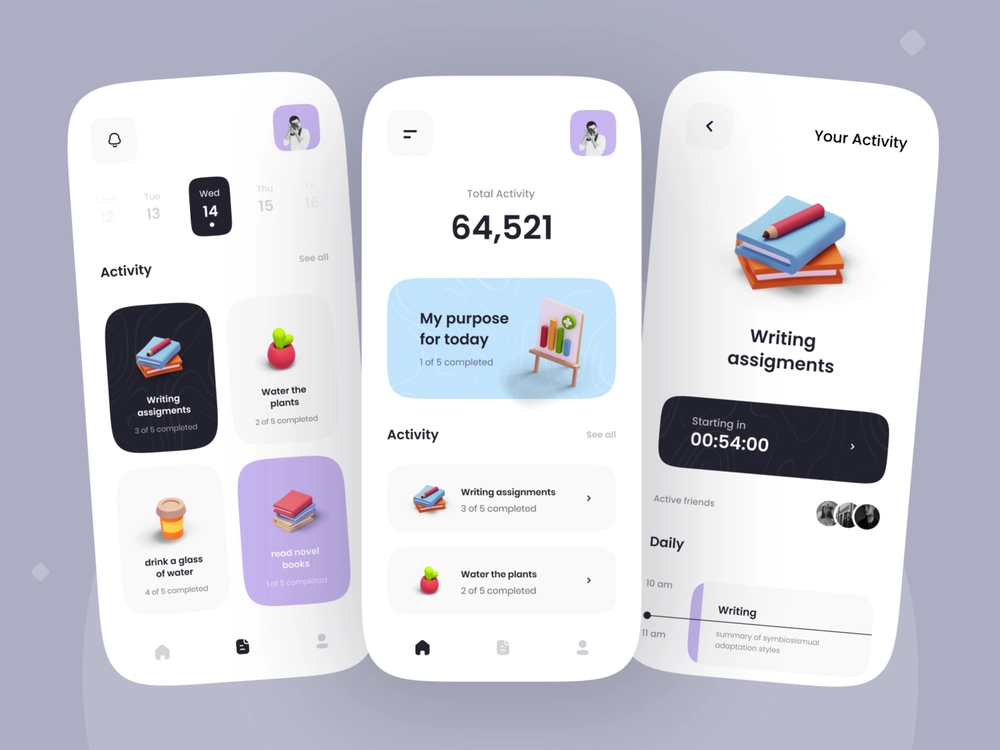 Mon Tue Wed Thu Fri
12 13 14 15 16
Activity
See all
Writing
assigments
3 of 5 completed
Water the
plants
2 of 5 completed
drink a glass
of water
4 of 5 completed
read novel
books
1 of 5 completed
Total Activity
64,521
My purpose
for today
1 of 5 completed
Activity
See all
Writing assignments
3 of 5 completed
Water the plants
2 of 5 completed
Your Activity
Writing
assigments
Starting in
00:54:00
Active friends
Daily
10 am
Writing
11 am
summary of symbiosismual
adaptation styles